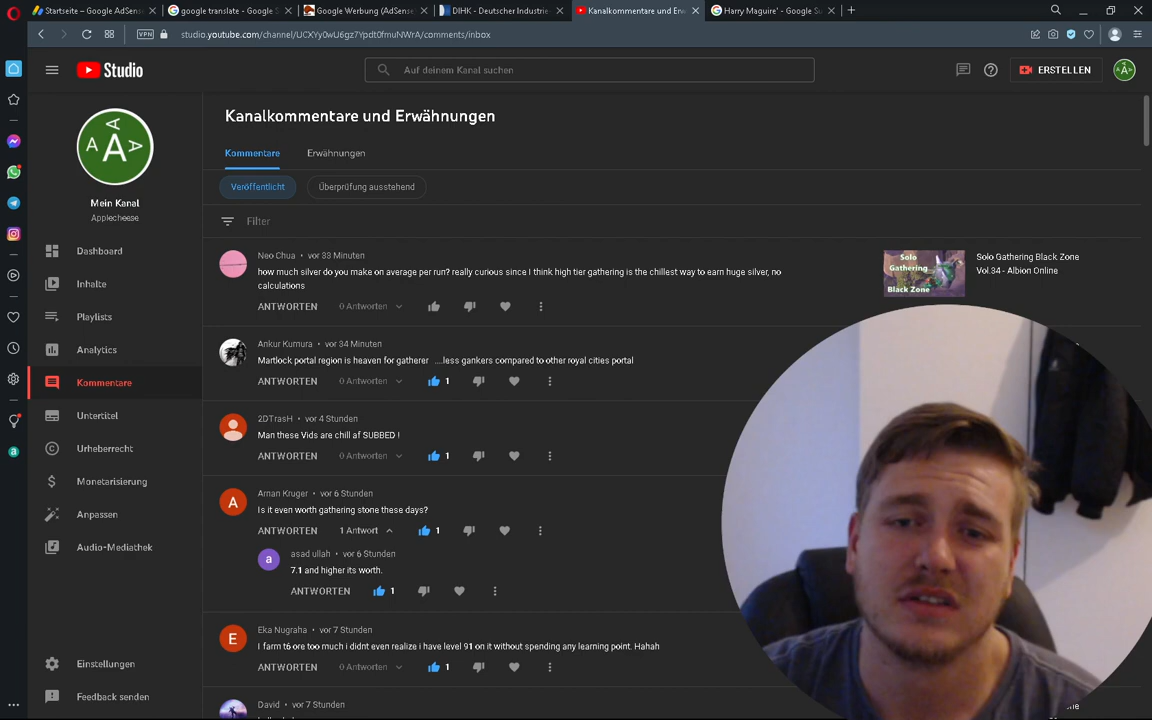 Startseite – Google AdSens
google translate - Google S
Google Werbung (AdSense
DIHK - Deutscher Industrie
Kanalkommentare und Erw
Harry Maguire' - Google Su
VPN
studio.youtube.com/channel/UCXYy0wU6gz7Ypdt0fmuNWrA/comments/inbox
Studio
Auf deinem Kanal suchen
ERSTELLEN
Mein Kanal
Applecheese
Dashboard
Inhalte
Playlists
Analytics
Kommentare
Untertitel
Urheberrecht
Monetarisierung
Anpassen
Audio-Mediathek
Einstellungen
Feedback senden
Kanalkommentare und Erwähnungen
Kommentare
Erwähnungen
Veröffentlicht
Überprüfung ausstehend
Filter
Neo Chua • vor 33 Minuten
how much silver do you make on average per run? really curious since I think high tier gathering is the chillest way to earn huge silver, no
calculations
ANTWORTEN 0 Antworten
Solo
Gathering
Black Zone
Solo Gathering Black Zone
Vol.34 - Albion Online
Ankur Kumura • vor 34 Minuten
Martlock portal region is heaven for gatherer ....less gankers compared to other royal cities portal
ANTWORTEN 0 Antworten 1
2DTrasH • vor 4 Stunden
Man these Vids are chill af SUBBED !
ANTWORTEN 0 Antworten 1
A
Arnan Kruger • vor 6 Stunden
Is it even worth gathering stone these days?
ANTWORTEN 1 Antwort 1
a
asad ullah • vor 6 Stunden
7.1 and higher its worth.
ANTWORTEN 1
E
Eka Nugraha • vor 7 Stunden
I farm t6 ore too much i didnt even realize i have level 91 on it without spending any learning point. Hahah
ANTWORTEN 0 Antworten 1
David • vor 7 Stunden